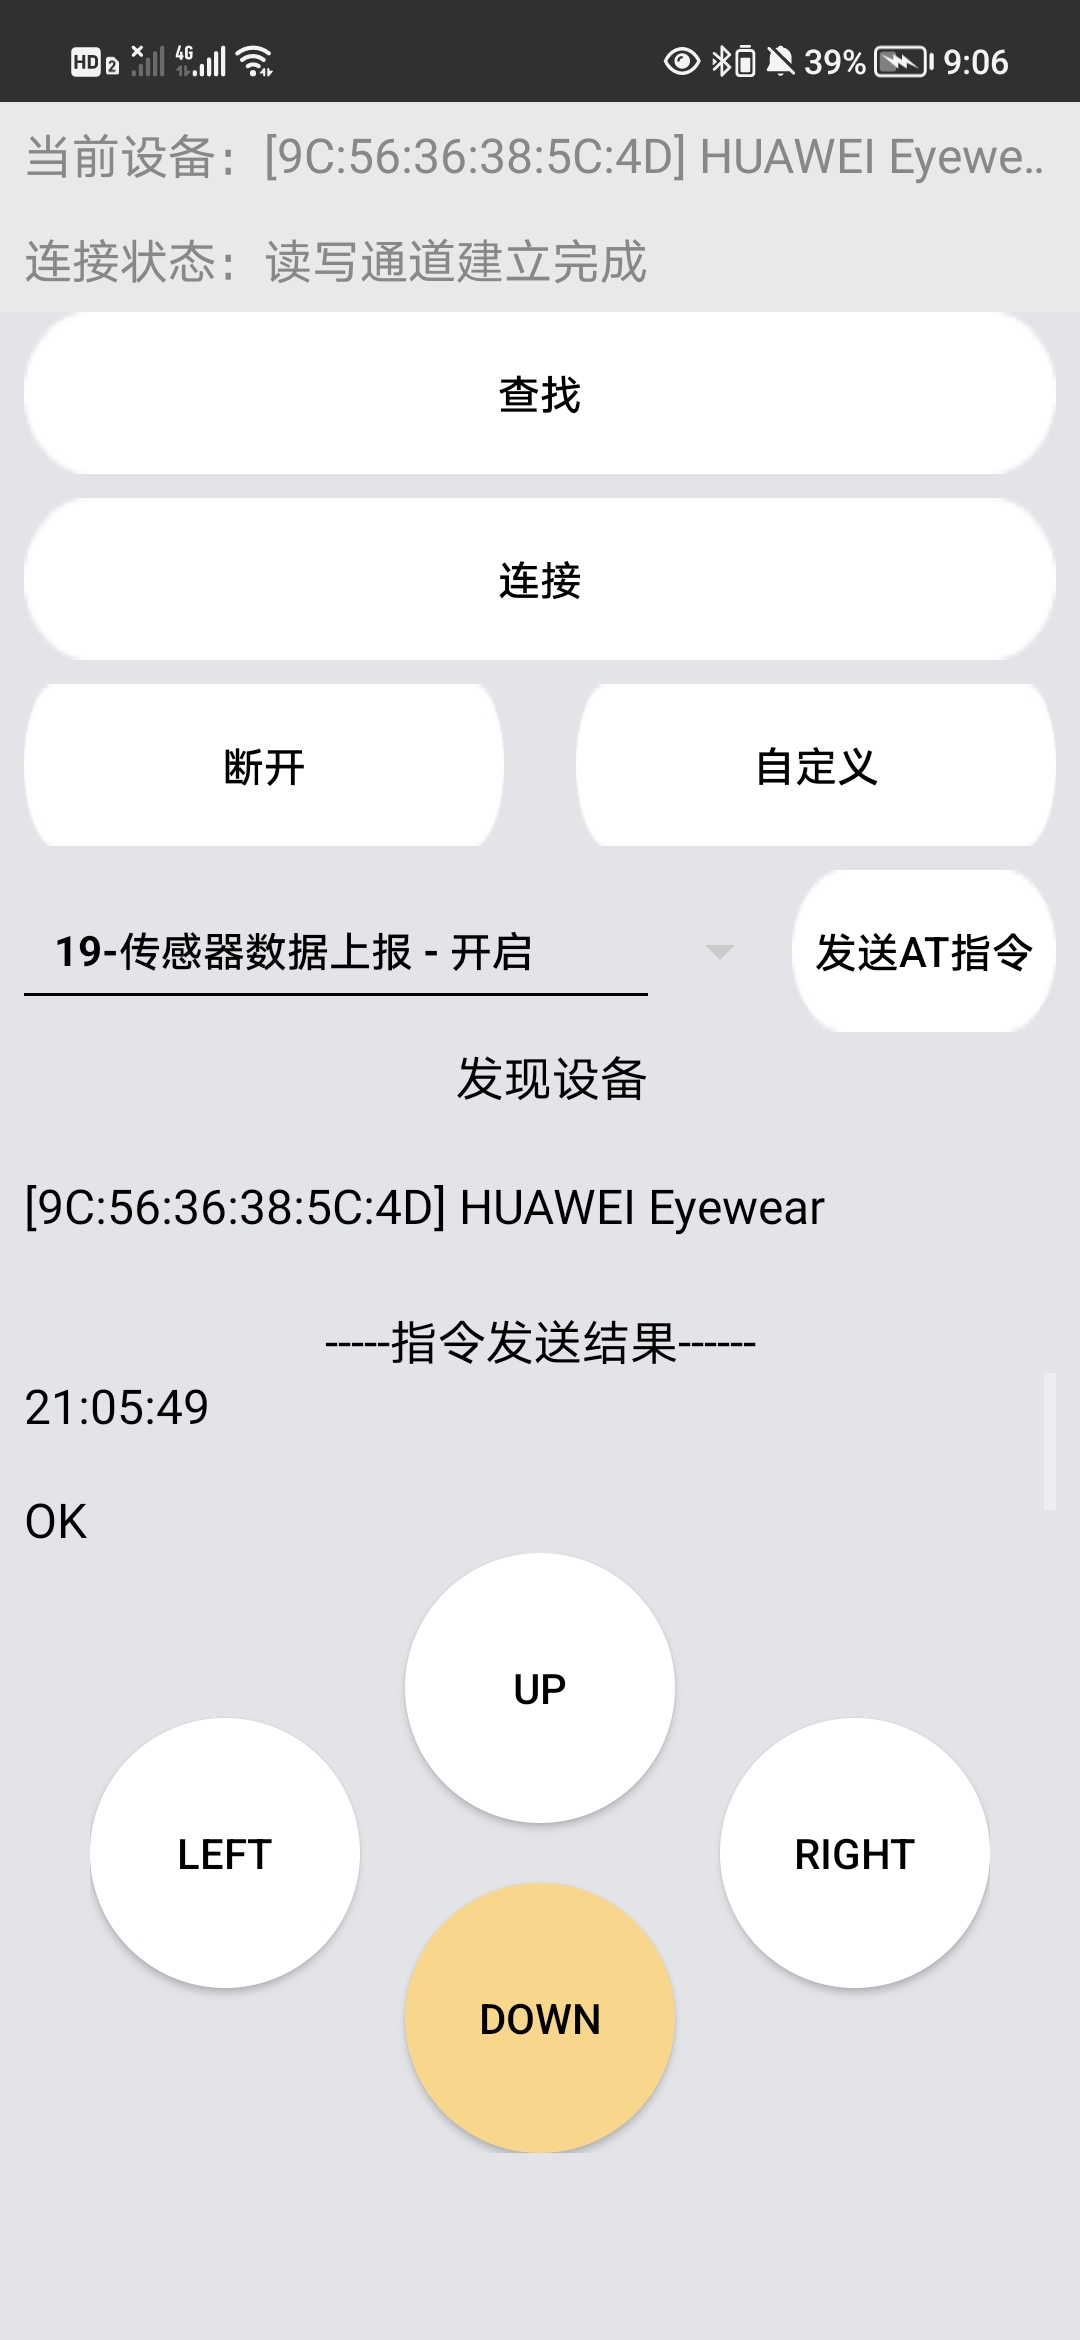 HD 2 4G 39% 9:06
当前设备： [9C:56:36:38:5C:4D] HUAWEI Eyewe..
连接状态： 读写通道建立完成
查找
连接
断开 自定义
19-传感器数据上报 - 开启 发送AT指令
发现设备
[9C:56:36:38:5C:4D] HUAWEI Eyewear
-----指令发送结果------
21:05:49
OK
UP
LEFT RIGHT
DOWN